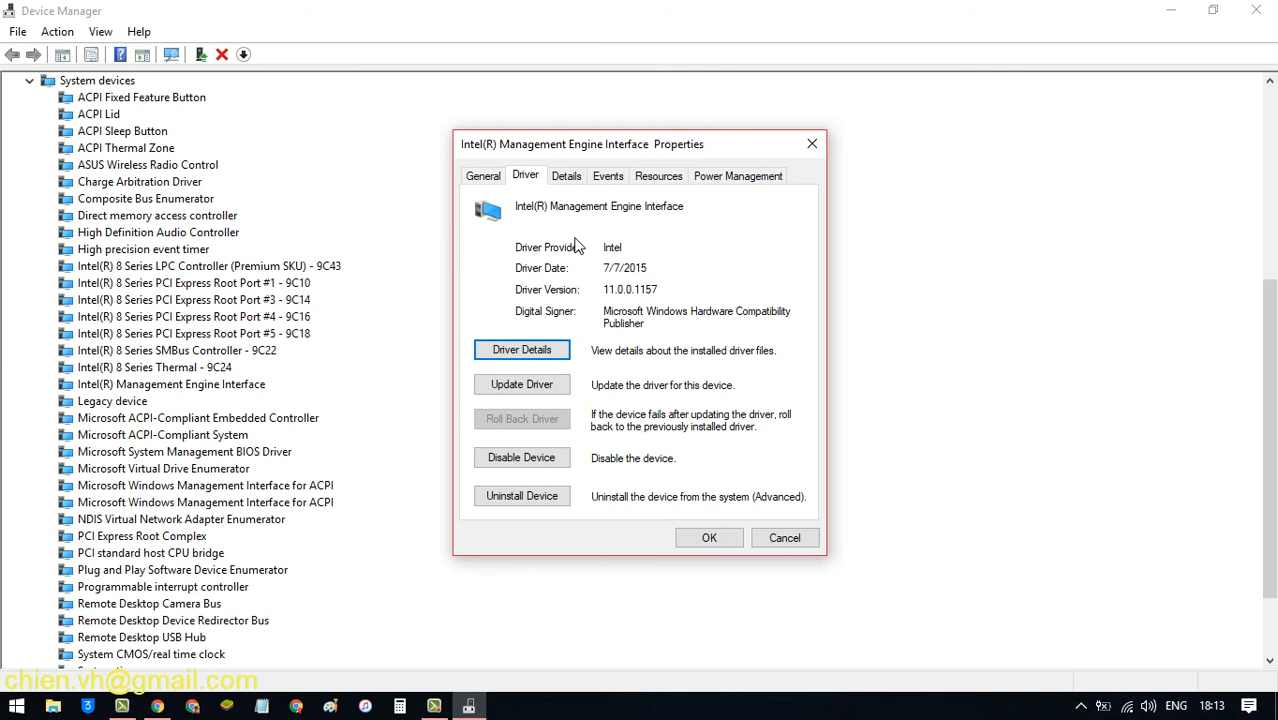 Device Manager
File Action View Help
System devices
ACPI Fixed Feature Button
ACPI Lid
ACPI Sleep Button
ACPI Thermal Zone
ASUS Wireless Radio Control
Charge Arbitration Driver
Composite Bus Enumerator
Direct memory access controller
High Definition Audio Controller
High precision event timer
Intel(R) 8 Series LPC Controller (Premium SKU) - 9C43
Intel(R) 8 Series PCI Express Root Port #1 - 9C10
Intel(R) 8 Series PCI Express Root Port #3 - 9C14
Intel(R) 8 Series PCI Express Root Port #4 - 9C16
Intel(R) 8 Series PCI Express Root Port #5 - 9C18
Intel(R) 8 Series SMBus Controller - 9C22
Intel(R) 8 Series Thermal - 9C24
Intel(R) Management Engine Interface
Legacy device
Microsoft ACPI-Compliant Embedded Controller
Microsoft ACPI-Compliant System
Microsoft System Management BIOS Driver
Microsoft Virtual Drive Enumerator
Microsoft Windows Management Interface for ACPI
Microsoft Windows Management Interface for ACPI
NDIS Virtual Network Adapter Enumerator
PCI Express Root Complex
PCI standard host CPU bridge
Plug and Play Software Device Enumerator
Programmable interrupt controller
Remote Desktop Camera Bus
Remote Desktop Device Redirector Bus
Remote Desktop USB Hub
System CMOS/real time clock
Intel(R) Management Engine Interface Properties
General Driver Details Events Resources Power Management
Intel(R) Management Engine Interface
Driver Provider: Intel
Driver Date: 7/7/2015
Driver Version: 11.0.0.1157
Digital Signer: Microsoft Windows Hardware Compatibility
Publisher
Driver Details View details about the installed driver files.
Update Driver Update the driver for this device.
Roll Back Driver If the device fails after updating the driver, roll
back to the previously installed driver.
Disable Device Disable the device.
Uninstall Device Uninstall the device from the system (Advanced).
OK Cancel
chien.vh@gmail.com
ENG 18:13